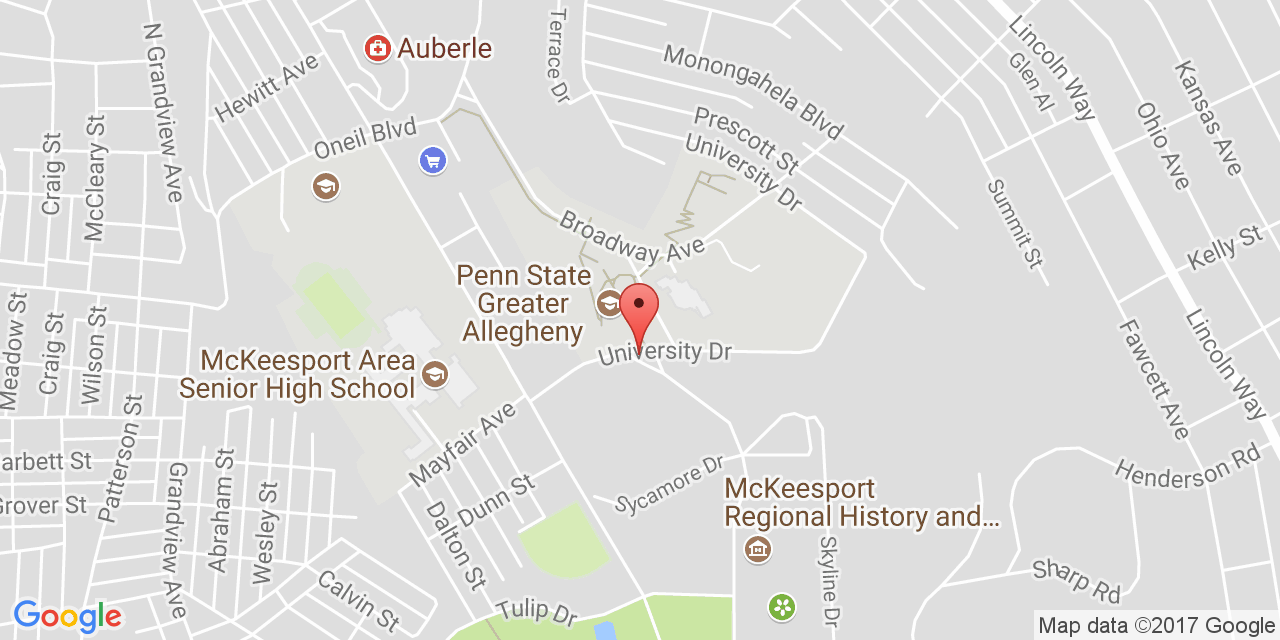 Auberle
Terrace Dr
N Grandview Ave
Hewitt Ave
Oneil Blvd
Monongahela Blvd
Prescott St
University Dr
Lincoln Way
Glen Al
Kansas Ave
Ohio Ave
Craig St
McCleary St
Summit St
Kelly St
Broadway Ave
Penn State
Greater
Allegheny
Meadow St
Craig St
Wilson St
University Dr
McKeesport Area
Senior High School
Lincoln Way
Fawcett Ave
Mayfair Ave
Patterson St
arbett St
Grover St
Grandview Ave
Abraham St
Wesley St
Dalton St
Dunn St
Sycamore Dr
McKeesport
Regional History and...
Henderson Rd
Skyline Dr
Sharp Rd
Calvin St
Tulip Dr
Google
Map data ©2017 Google